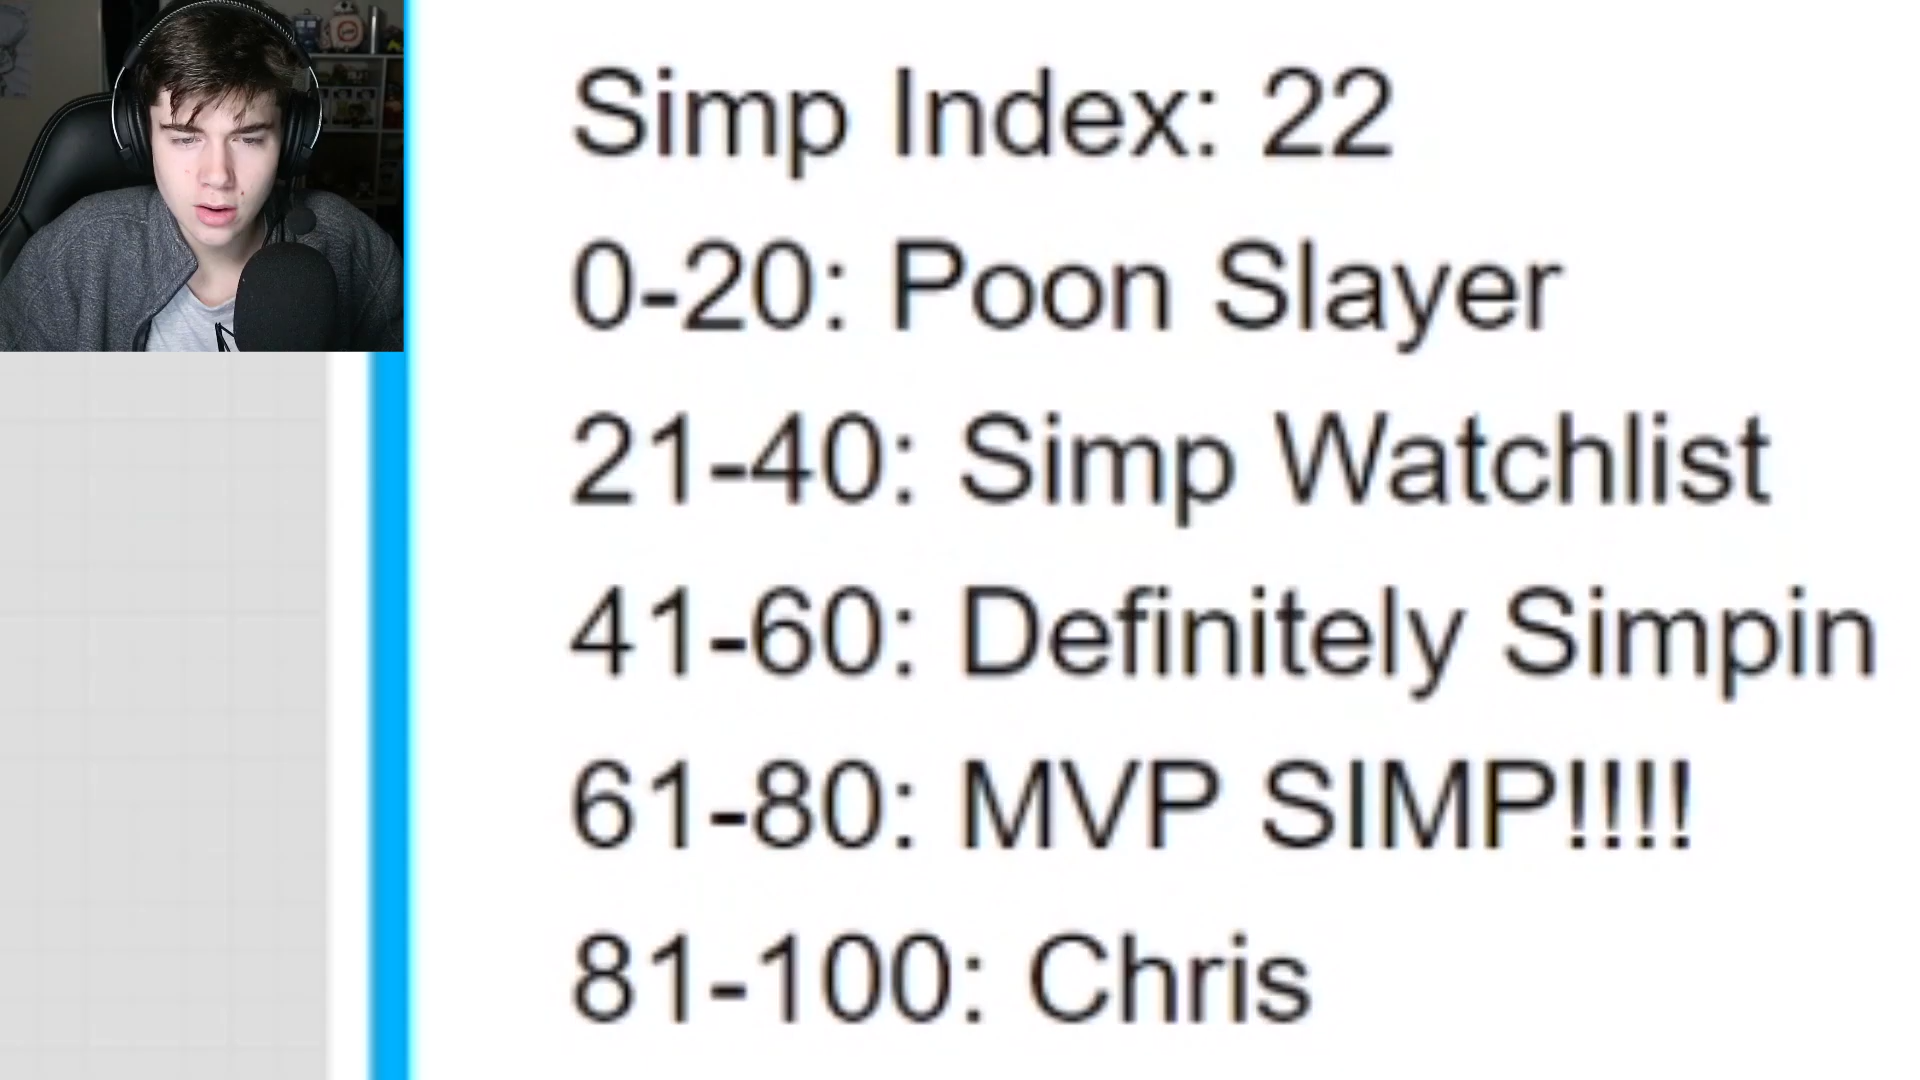 Simp Index: 22
0-20: Poon Slayer
21-40: Simp Watchlist
41-60: Definitely Simpin
61-80: MVP SIMP!!!!
81-100: Chris